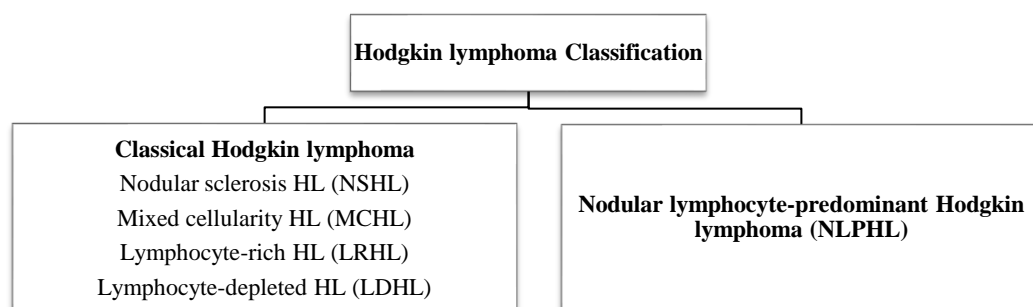 Hodgkin lymphoma Classification
Classical Hodgkin lymphoma
Nodular sclerosis HL (NSHL)
Mixed cellularity HL (MCHL)
Lymphocyte-rich HL (LRHL)
Lymphocyte-depleted HL (LDHL)
Nodular lymphocyte-predominant Hodgkin
lymphoma (NLPHL)